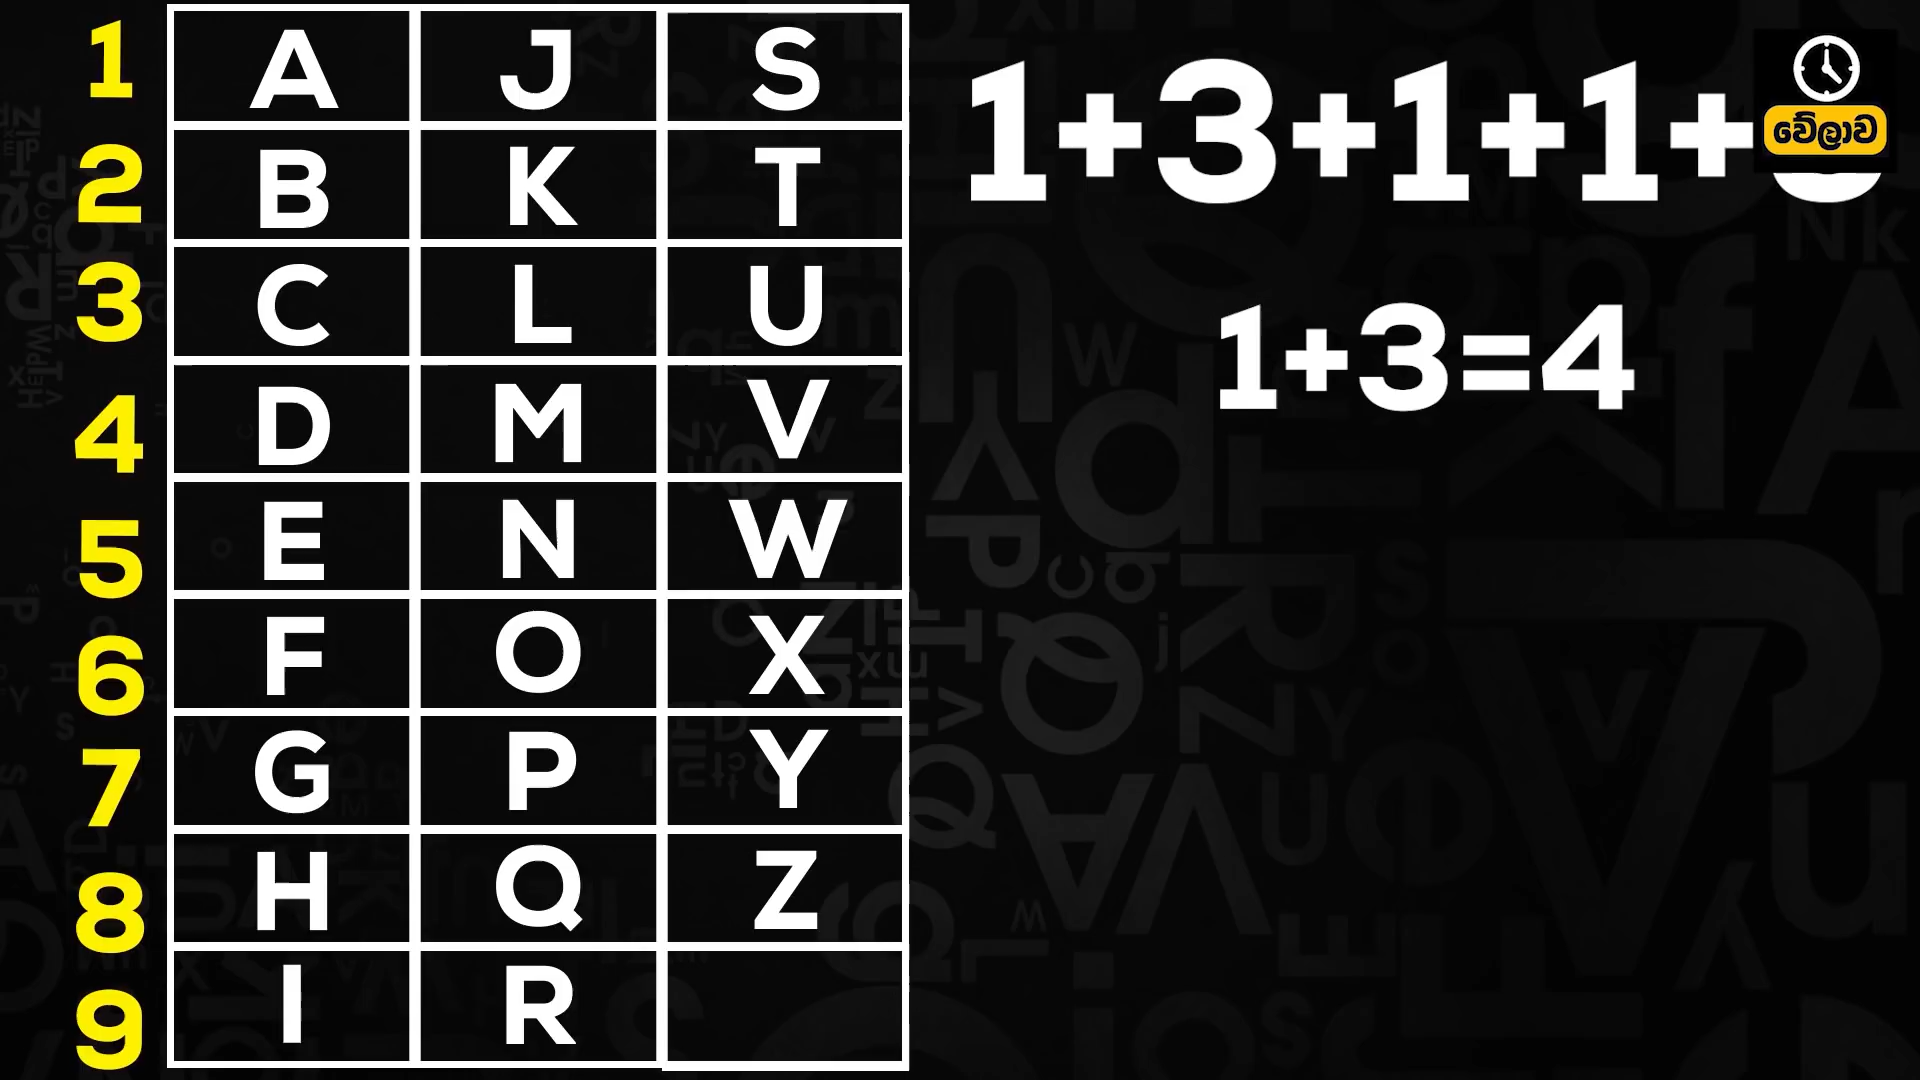 1 A J S
2 B K T
3 C L U
4 D M V
5 E N W
6 F O X
7 G P Y
8 H Q Z
9 I R
1+3+1+1+
වේලාව
1+3=4